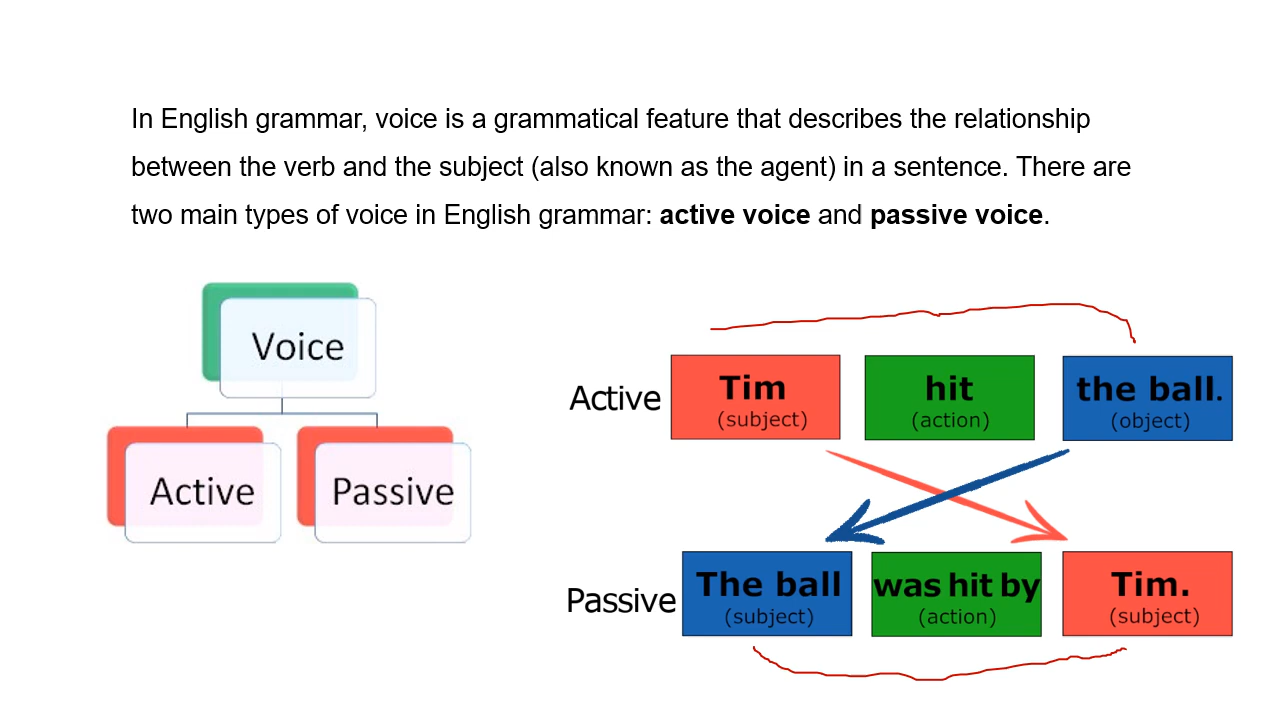 In English grammar, voice is a grammatical feature that describes the relationship
between the verb and the subject (also known as the agent) in a sentence. There are
two main types of voice in English grammar: active voice and passive voice.
Voice
Active Passive
Active Tim hit the ball.
(subject) (action) (object)
Passive The ball was hit by Tim.
(subject) (action) (subject)